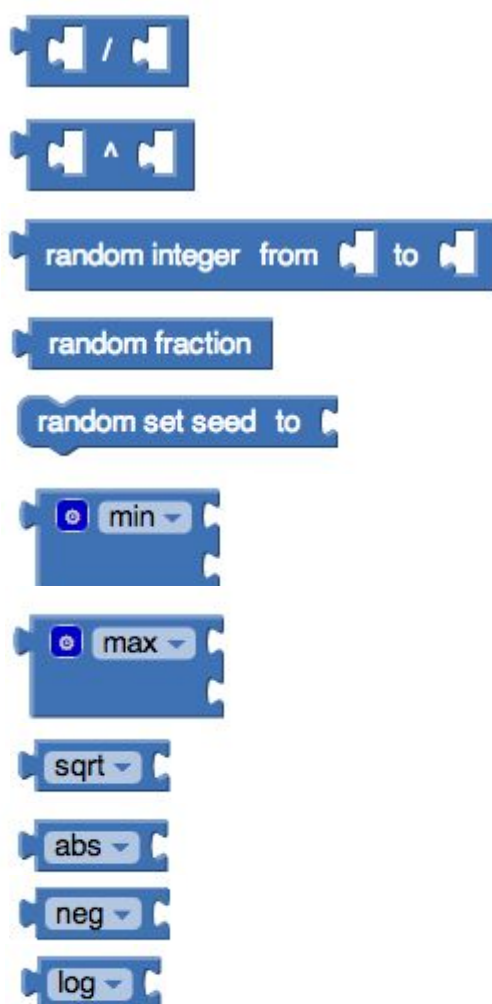 /
^
random integer from to
random fraction
random set seed to
min
max
sqrt
abs
neg
log